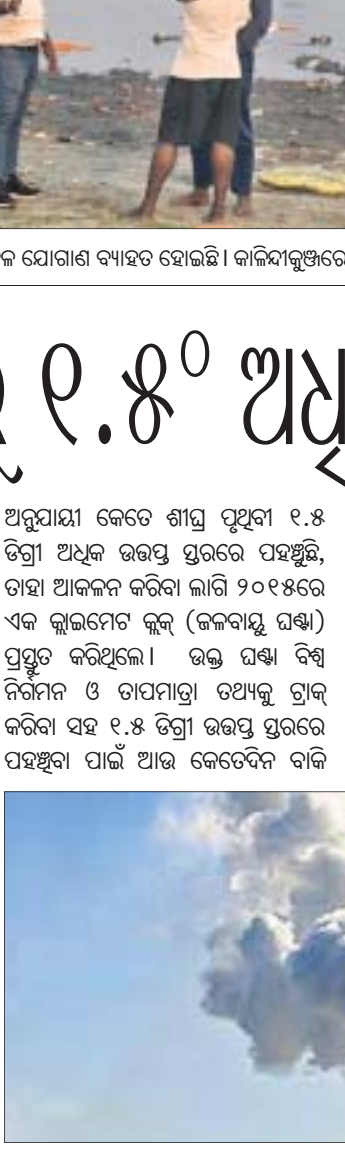 ଯୋଗାଣ ବ୍ୟାହତ ହୋଇଛି। କାଳିନ୍ଦୀକୁଞ୍ଜରେ
୧.୫⁰ ଅଧି
ଅନୁଯାୟୀ କେତେ ଶୀଘ୍ର ପୃଥିବୀ ୧.୫
ଡିଗ୍ରୀ ଅଧିକ ଉତ୍ତପ୍ତ ସ୍ତରରେ ପହଞ୍ଚୁଛି,
ତାହା ଆକଳନ କରିବା ଲାଗି ୨୦୧୫ରେ
ଏକ କ୍ଲାଇମେଟ କ୍ଲକ୍ (ଜଳବାୟୁ ଘଣ୍ଟା)
ପ୍ରସ୍ତୁତ କରିଥିଲେ। ଉକ୍ତ ଘଣ୍ଟା ବିଶ୍ୱ
ନିର୍ଗମନ ଓ ତାପମାତ୍ରା ତଥ୍ୟକୁ ଟ୍ରାକ୍
କରିବା ସହ ୧.୫ ଡିଗ୍ରୀ ଉତ୍ତପ୍ତ ସ୍ତରରେ
ପହଞ୍ଚିବା ପାଇଁ ଆଉ କେତେଦିନ ବାକି